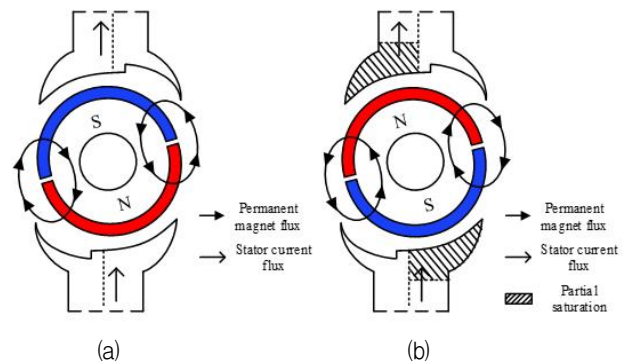 S
N
Permanent
magnet flux
Stator current
flux
(a)
N
S
Permanent
magnet flux
Stator current
flux
Partial
saturation
(b)